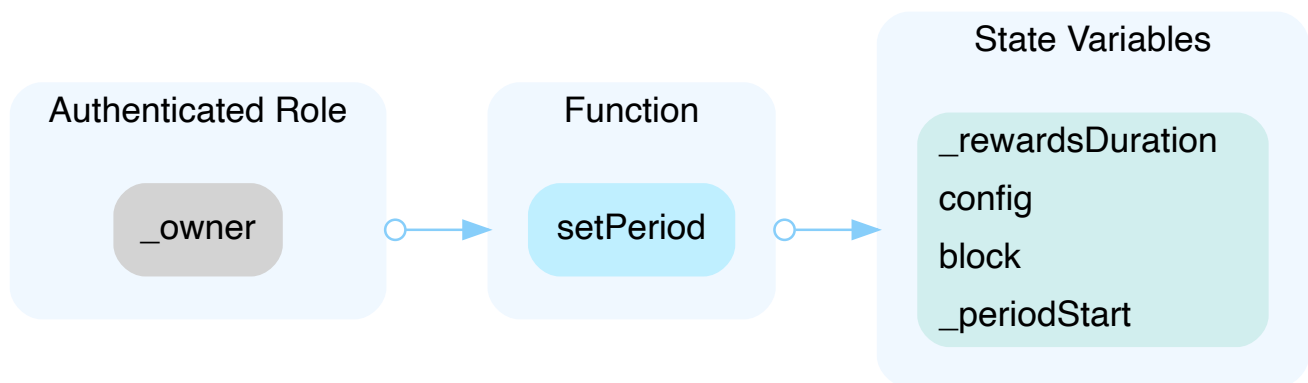 Authenticated Role
_owner
Function
setPeriod
State Variables
_rewardsDuration
config
block
_periodStart